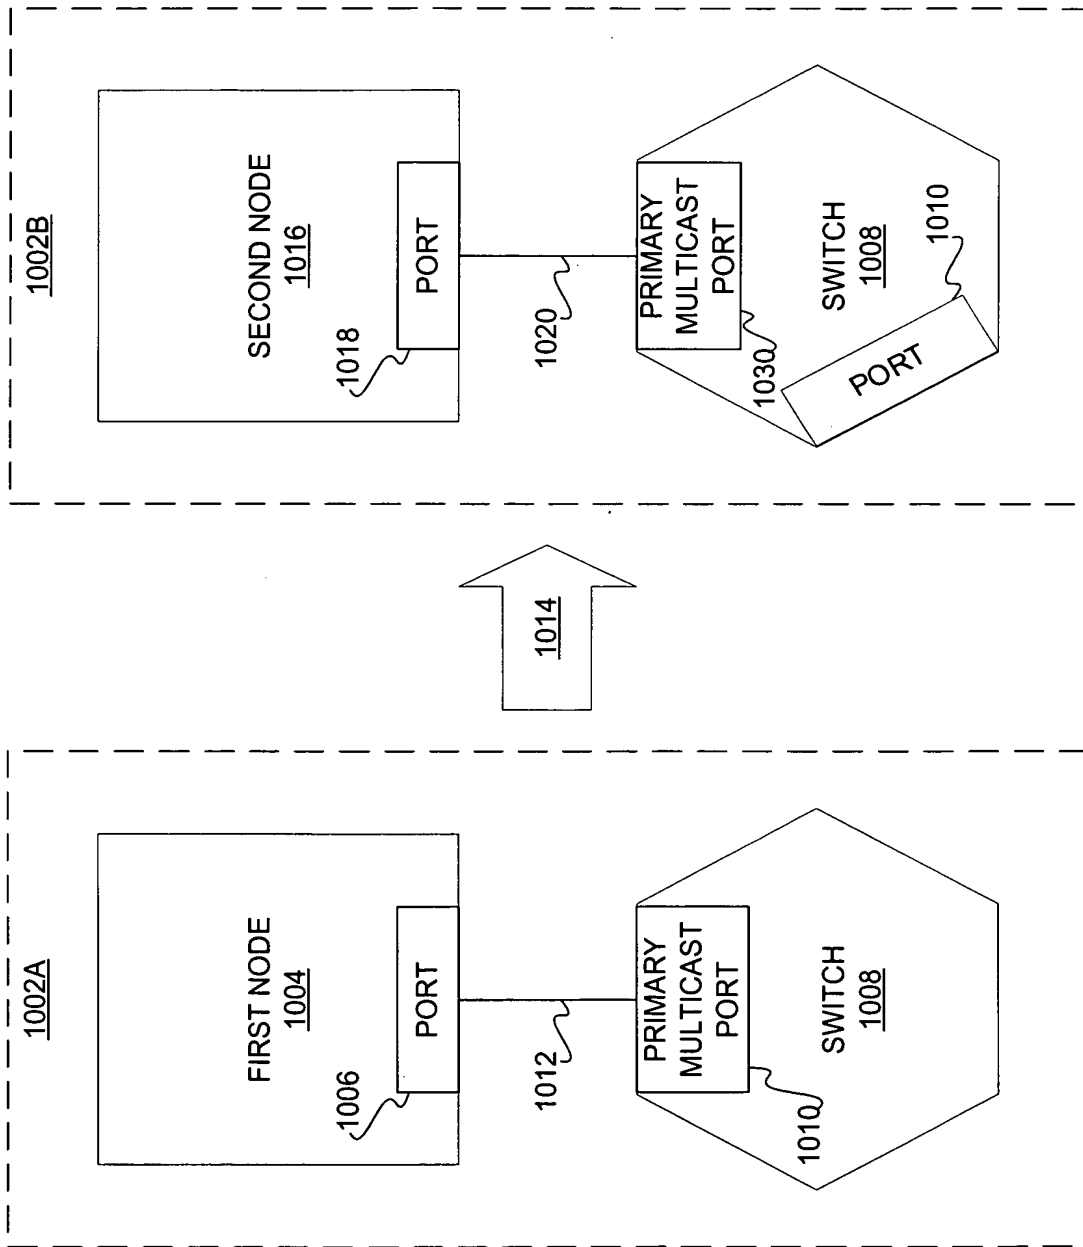 1002A
FIRST NODE
1004
1006
PORT
1012
PRIMARY
MULTICAST
PORT
1010
SWITCH
1008
1014
1002B
SECOND NODE
1016
1018
PORT
1020
PRIMARY
MULTICAST
PORT
1030
SWITCH
1008
1010
PORT